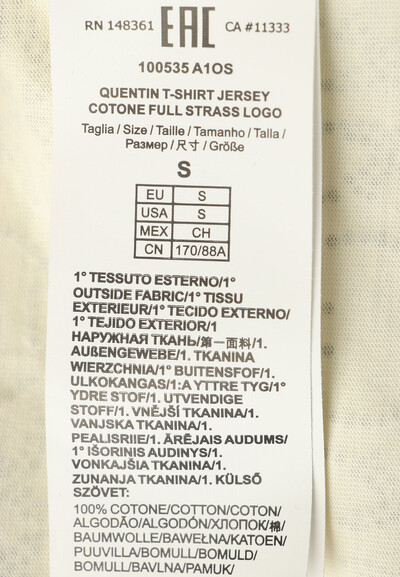 RN 148361 EAC CA #11333
100535 A1OS
QUENTIN T-SHIRT JERSEY
COTONE FULL STRASS LOGO
Taglia / Size / Taille / Tamanho / Talla /
Размер / 尺寸 / Größe
S
EU S
USA S
MEX CH
CN 170/88A
1° TESSUTO ESTERNO/1°
OUTSIDE FABRIC/1° TISSU
EXTERIEUR/1° TECIDO EXTERNO/
1° TEJIDO EXTERIOR/1
НАРУЖНАЯ ТКАНЬ/第一面料/1.
AUßENGEWEBE/1. TKANINA
WIERZCHNIA/1° BUITENSFOF/1.
ULKOKANGAS/1:A YTTRE TYG/1°
YDRE STOF/1. UTVENDIGE
STOFF/1. VNĚJŠÍ TKANINA/1.
VANJSKA TKANINA/1.
PEALISRIIE/1. ĀRĒJAIS AUDUMS/
1° IŠORINIS AUDINYS/1.
VONKAJŠIA TKANINA/1.
ZUNANJA TKANINA/1. KÜLSŐ
SZÖVET:
100% COTONE/COTTON/COTON/
ALGODÃO/ALGODÓN/ХЛОПОК/棉/
BAUMWOLLE/BAWEŁNA/KATOEN/
PUUVILLA/BOMULL/BOMULD/
BOMULL/BAVLNA/PAMUK/